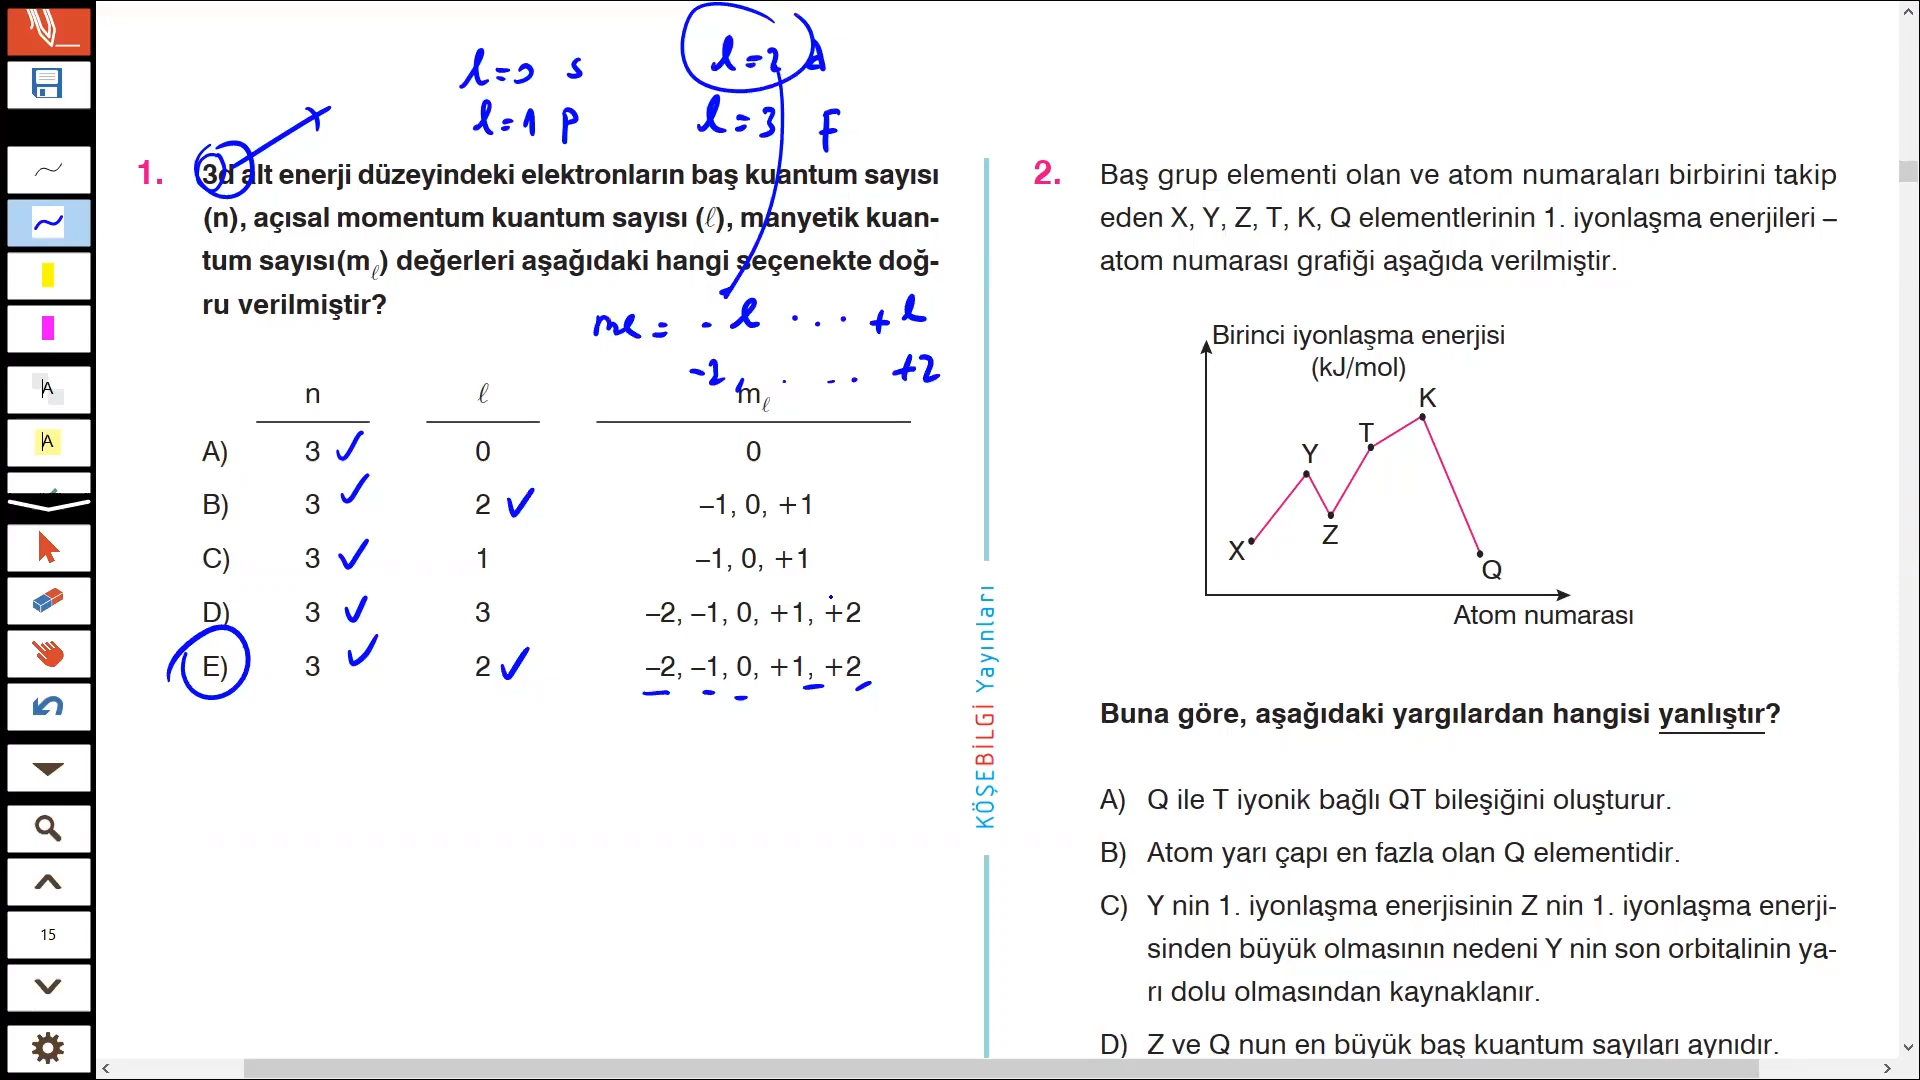 l=0 s
l=1 p
l=2 d
l=3 F
1. 3d alt enerji düzeyindeki elektronların baş kuantum sayısı
(n), açısal momentum kuantum sayısı (ℓ), manyetik kuan-
tum sayısı(mℓ) değerleri aşağıdaki hangi seçenekte doğ-
ru verilmiştir?
ml = -l ..... +l
-2, ..... +2
n ℓ mℓ
A) 3 0 0
B) 3 2 –1, 0, +1
C) 3 1 –1, 0, +1
D) 3 3 –2, –1, 0, +1, +2
E) 3 2 –2, –1, 0, +1, +2
KÖŞEBİLGİ Yayınları
2. Baş grup elementi olan ve atom numaraları birbirini takip
eden X, Y, Z, T, K, Q elementlerinin 1. iyonlaşma enerjileri –
atom numarası grafiği aşağıda verilmiştir.
Birinci iyonlaşma enerjisi
(kJ/mol)
K
T
Y
Z
X
Q
Atom numarası
Buna göre, aşağıdaki yargılardan hangisi yanlıştır?
A) Q ile T iyonik bağlı QT bileşiğini oluşturur.
B) Atom yarı çapı en fazla olan Q elementidir.
C) Y nin 1. iyonlaşma enerjisinin Z nin 1. iyonlaşma enerji-
sinden büyük olmasının nedeni Y nin son orbitalinin ya-
rı dolu olmasından kaynaklanır.
D) Z ve Q nun en büyük baş kuantum sayıları aynıdır.
A
A
15